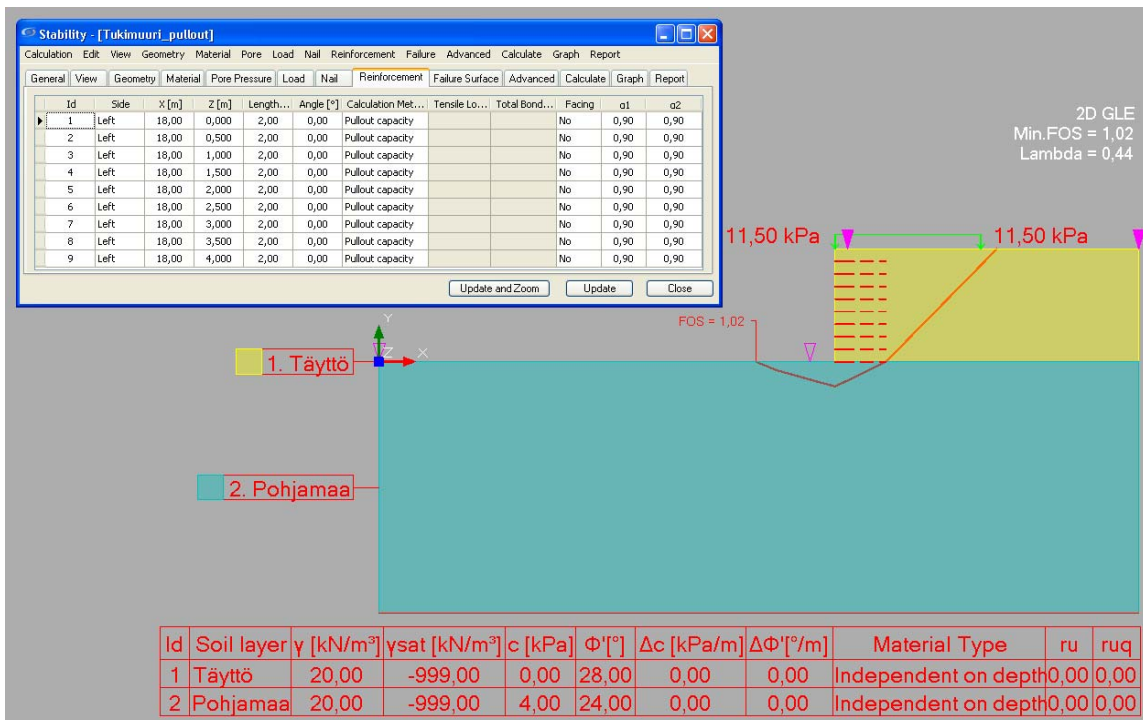 Stability - [Tukimuuri_pullout]
Calculation Edit View Geometry Material Pore Load Nail Reinforcement Failure Advanced Calculate Graph Report
General View Geometry Material Pore Pressure Load Nail Reinforcement Failure Surface Advanced Calculate Graph Report
Id Side X [m] Z [m] Length... Angle [°] Calculation Met... Tensile Lo... Total Bond... Facing α1 α2
1 Left 18,00 0,000 2,00 0,00 Pullout capacity No 0,90 0,90
2 Left 18,00 0,500 2,00 0,00 Pullout capacity No 0,90 0,90
3 Left 18,00 1,000 2,00 0,00 Pullout capacity No 0,90 0,90
4 Left 18,00 1,500 2,00 0,00 Pullout capacity No 0,90 0,90
5 Left 18,00 2,000 2,00 0,00 Pullout capacity No 0,90 0,90
6 Left 18,00 2,500 2,00 0,00 Pullout capacity No 0,90 0,90
7 Left 18,00 3,000 2,00 0,00 Pullout capacity No 0,90 0,90
8 Left 18,00 3,500 2,00 0,00 Pullout capacity No 0,90 0,90
9 Left 18,00 4,000 2,00 0,00 Pullout capacity No 0,90 0,90
Update and Zoom Update Close
2D GLE
Min.FOS = 1,02
Lambda = 0,44
11,50 kPa 11,50 kPa
FOS = 1,02
Y
Z X
1. Täyttö
2. Pohjamaa
Id Soil layer γ [kN/m³] γsat [kN/m³] c [kPa] Φ'[°] Δc [kPa/m] ΔΦ'[°/m] Material Type ru ruq
1 Täyttö 20,00 -999,00 0,00 28,00 0,00 0,00 Independent on depth 0,00 0,00
2 Pohjamaa 20,00 -999,00 4,00 24,00 0,00 0,00 Independent on depth 0,00 0,00